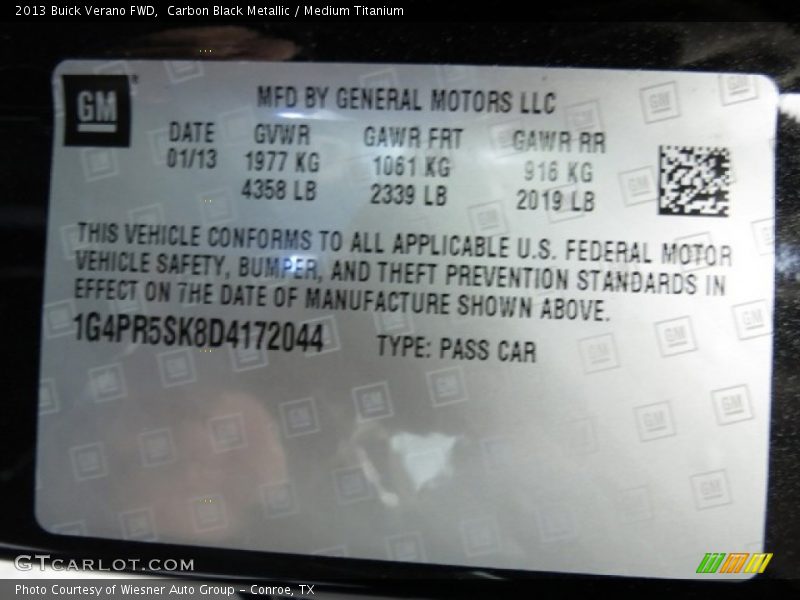 2013 Buick Verano FWD, Carbon Black Metallic / Medium Titanium
GM
MFD BY GENERAL MOTORS LLC
DATE GVWR GAWR FRT GAWR RR
01/13 1977 KG 1061 KG 916 KG
4358 LB 2339 LB 2019 LB
THIS VEHICLE CONFORMS TO ALL APPLICABLE U.S. FEDERAL MOTOR
VEHICLE SAFETY, BUMPER, AND THEFT PREVENTION STANDARDS IN
EFFECT ON THE DATE OF MANUFACTURE SHOWN ABOVE.
1G4PR5SK8D4172044 TYPE: PASS CAR
GTCARLOT.COM
Photo Courtesy of Wiesner Auto Group - Conroe, TX